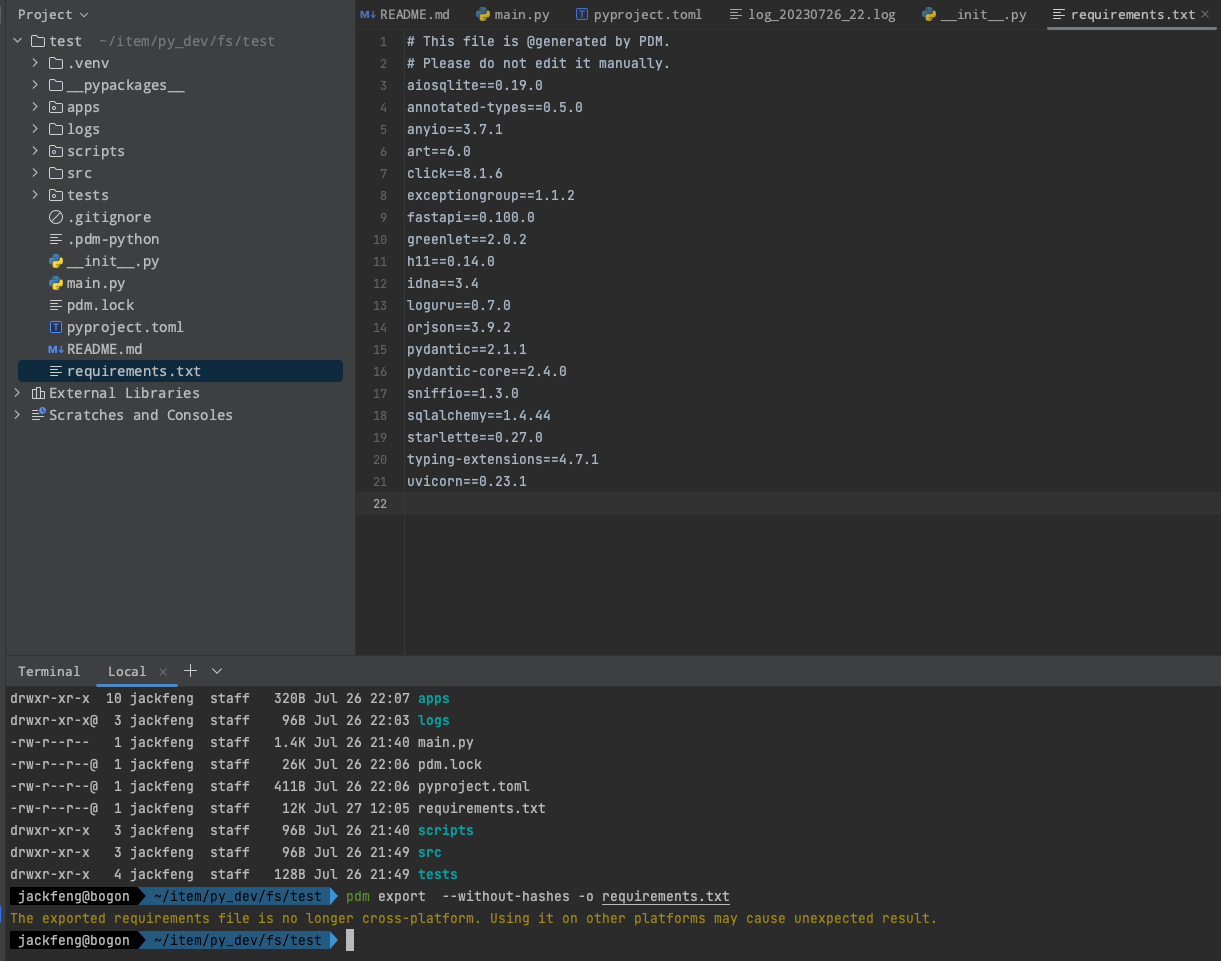 Project
test ~/item/py_dev/fs/test
.venv
__pypackages__
apps
logs
scripts
src
tests
.gitignore
.pdm-python
__init__.py
main.py
pdm.lock
T pyproject.toml
M↓ README.md
requirements.txt
External Libraries
Scratches and Consoles
M↓ README.md main.py T pyproject.toml log_20230726_22.log __init__.py requirements.txt ×
1 # This file is @generated by PDM.
2 # Please do not edit it manually.
3 aiosqlite==0.19.0
4 annotated-types==0.5.0
5 anyio==3.7.1
6 art==6.0
7 click==8.1.6
8 exceptiongroup==1.1.2
9 fastapi==0.100.0
10 greenlet==2.0.2
11 h11==0.14.0
12 idna==3.4
13 loguru==0.7.0
14 orjson==3.9.2
15 pydantic==2.1.1
16 pydantic-core==2.4.0
17 sniffio==1.3.0
18 sqlalchemy==1.4.44
19 starlette==0.27.0
20 typing-extensions==4.7.1
21 uvicorn==0.23.1
22
Terminal Local × +
drwxr-xr-x 10 jackfeng staff 320B Jul 26 22:07 apps
drwxr-xr-x@ 3 jackfeng staff 96B Jul 26 22:03 logs
-rw-r--r-- 1 jackfeng staff 1.4K Jul 26 21:40 main.py
-rw-r--r--@ 1 jackfeng staff 26K Jul 26 22:06 pdm.lock
-rw-r--r--@ 1 jackfeng staff 411B Jul 26 22:06 pyproject.toml
-rw-r--r--@ 1 jackfeng staff 12K Jul 27 12:05 requirements.txt
drwxr-xr-x 3 jackfeng staff 96B Jul 26 21:40 scripts
drwxr-xr-x 3 jackfeng staff 96B Jul 26 21:49 src
drwxr-xr-x 4 jackfeng staff 128B Jul 26 21:49 tests
jackfeng@bogon ~/item/py_dev/fs/test pdm export --without-hashes -o requirements.txt
The exported requirements file is no longer cross-platform. Using it on other platforms may cause unexpected result.
jackfeng@bogon ~/item/py_dev/fs/test